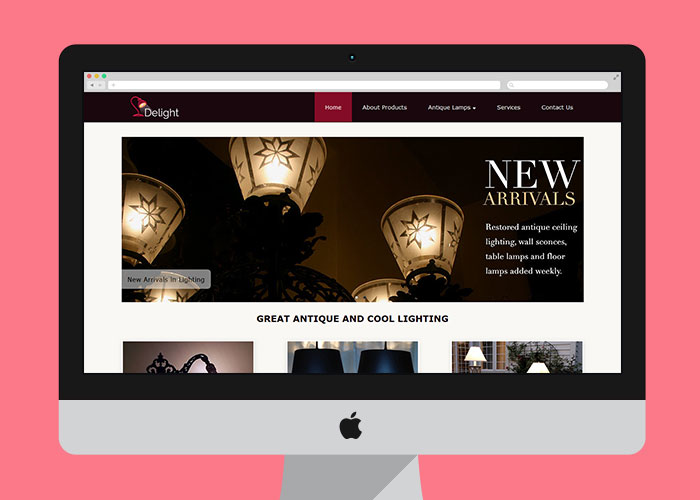 Delight
Home About Products Antique Lamps Services Contact Us
NEW
ARRIVALS
Restored antique ceiling
lighting, wall sconces,
table lamps and floor
lamps added weekly.
New Arrivals In Lighting
GREAT ANTIQUE AND COOL LIGHTING